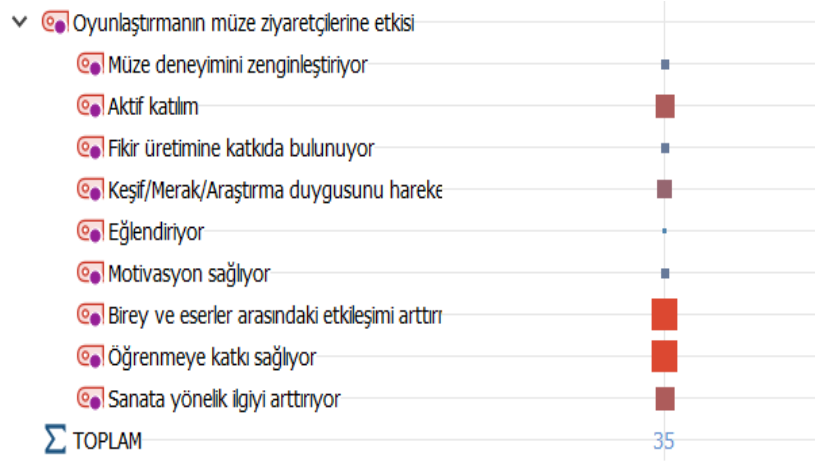 Oyunlaştırmanın müze ziyaretçilerine etkisi
Müze deneyimini zenginleştiriyor
Aktif katılım
Fikir üretimine katkıda bulunuyor
Keşif/Merak/Araştırma duygusunu hareke
Eğlendiriyor
Motivasyon sağlıyor
Birey ve eserler arasındaki etkileşimi arttırı
Öğrenmeye katkı sağlıyor
Sanata yönelik ilgiyi arttırıyor
∑ TOPLAM 35